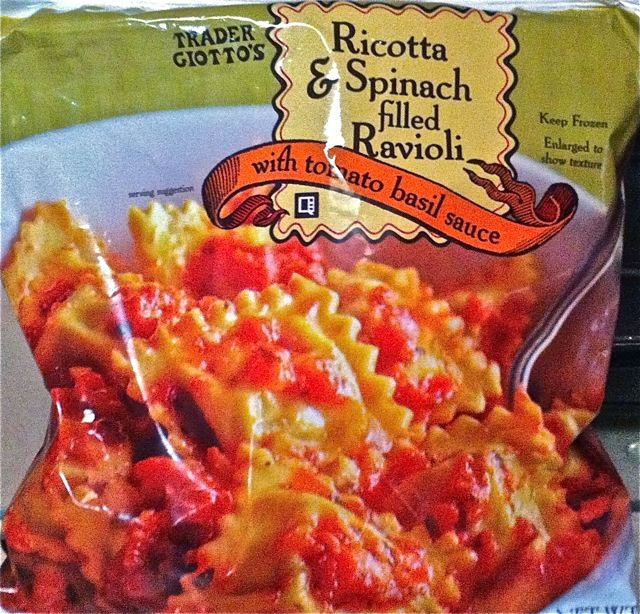 TRADER
GIOTTO'S
Ricotta
& Spinach
filled
Ravioli
with tomato basil sauce
Keep Frozen
Enlarged to
show texture
serving suggestion